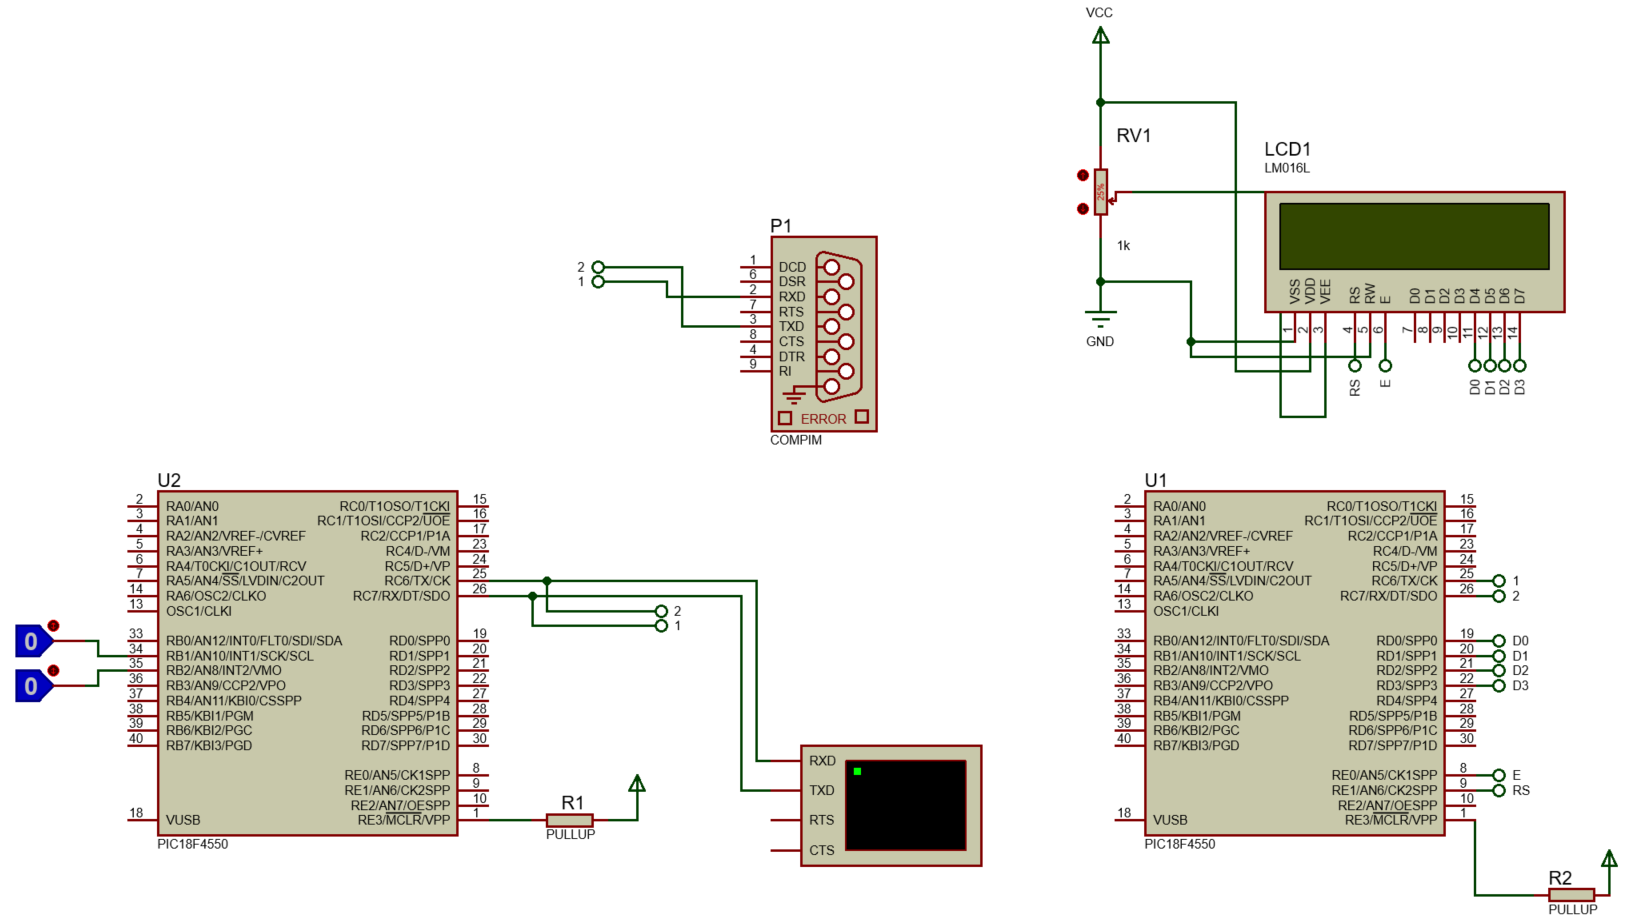 VCC
RV1
25%
1k
GND
LCD1
LM016L
VSS
VDD
VEE
RS
RW
E
D0
D1
D2
D3
D4
D5
D6
D7
1
2
3
4
5
6
7
8
9
10
11
12
13
14
RS
E
D0
D1
D2
D3
P1
2
1
1 DCD
6 DSR
2 RXD
7 RTS
3 TXD
8 CTS
4 DTR
9 RI
ERROR
COMPIM
U2
2 RA0/AN0 RC0/T1OSO/T1CKI 15
3 RA1/AN1 RC1/T1OSI/CCP2/UOE 16
4 RA2/AN2/VREF-/CVREF RC2/CCP1/P1A 17
5 RA3/AN3/VREF+ RC4/D-/VM 23
6 RA4/T0CKI/C1OUT/RCV RC5/D+/VP 24
7 RA5/AN4/SS/LVDIN/C2OUT RC6/TX/CK 25
14 RA6/OSC2/CLKO RC7/RX/DT/SDO 26
13 OSC1/CLKI
2
1
0
0
33 RB0/AN12/INT0/FLT0/SDI/SDA RD0/SPP0 19
34 RB1/AN10/INT1/SCK/SCL RD1/SPP1 20
35 RB2/AN8/INT2/VMO RD2/SPP2 21
36 RB3/AN9/CCP2/VPO RD3/SPP3 22
37 RB4/AN11/KBI0/CSSPP RD4/SPP4 27
38 RB5/KBI1/PGM RD5/SPP5/P1B 28
39 RB6/KBI2/PGC RD6/SPP6/P1C 29
40 RB7/KBI3/PGD RD7/SPP7/P1D 30
RE0/AN5/CK1SPP 8
RE1/AN6/CK2SPP 9
RE2/AN7/OESPP 10
18 VUSB RE3/MCLR/VPP 1
PIC18F4550
R1
PULLUP
RXD
TXD
RTS
CTS
U1
2 RA0/AN0 RC0/T1OSO/T1CKI 15
3 RA1/AN1 RC1/T1OSI/CCP2/UOE 16
4 RA2/AN2/VREF-/CVREF RC2/CCP1/P1A 17
5 RA3/AN3/VREF+ RC4/D-/VM 23
6 RA4/T0CKI/C1OUT/RCV RC5/D+/VP 24
7 RA5/AN4/SS/LVDIN/C2OUT RC6/TX/CK 25 1
14 RA6/OSC2/CLKO RC7/RX/DT/SDO 26 2
13 OSC1/CLKI
33 RB0/AN12/INT0/FLT0/SDI/SDA RD0/SPP0 19 D0
34 RB1/AN10/INT1/SCK/SCL RD1/SPP1 20 D1
35 RB2/AN8/INT2/VMO RD2/SPP2 21 D2
36 RB3/AN9/CCP2/VPO RD3/SPP3 22 D3
37 RB4/AN11/KBI0/CSSPP RD4/SPP4 27
38 RB5/KBI1/PGM RD5/SPP5/P1B 28
39 RB6/KBI2/PGC RD6/SPP6/P1C 29
40 RB7/KBI3/PGD RD7/SPP7/P1D 30
RE0/AN5/CK1SPP 8 E
RE1/AN6/CK2SPP 9 RS
RE2/AN7/OESPP 10
18 VUSB RE3/MCLR/VPP 1
PIC18F4550
R2
PULLUP